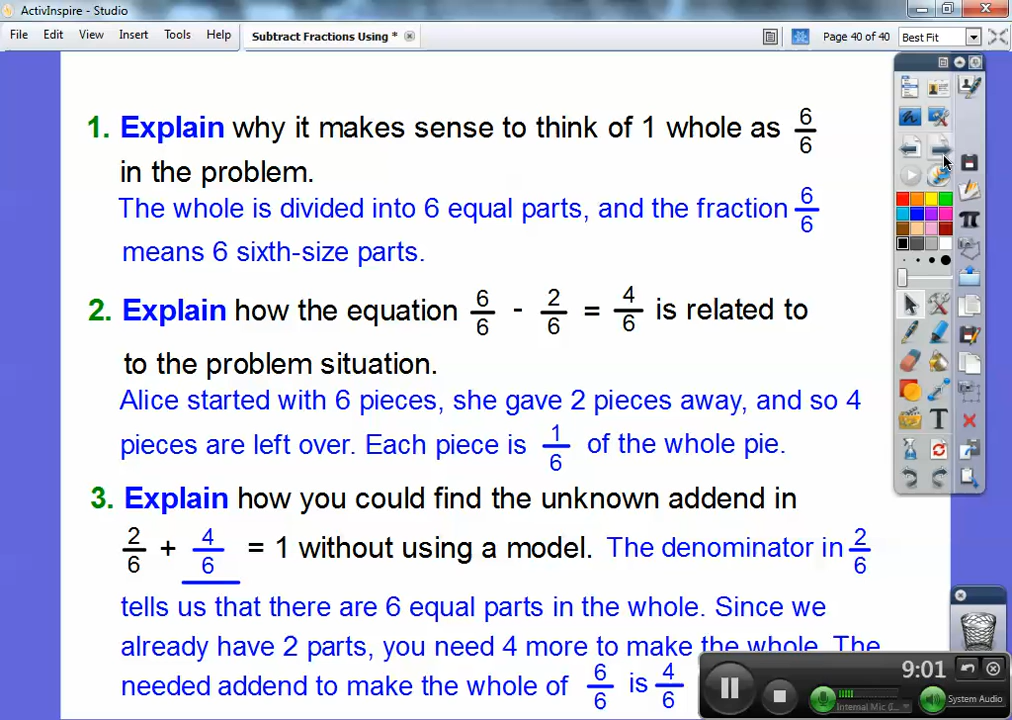 ActivInspire - Studio
File Edit View Insert Tools Help Subtract Fractions Using * Page 40 of 40 Best Fit
1. Explain why it makes sense to think of 1 whole as 6/6
in the problem.
The whole is divided into 6 equal parts, and the fraction 6/6
means 6 sixth-size parts.
2. Explain how the equation 6/6 - 2/6 = 4/6 is related to
to the problem situation.
Alice started with 6 pieces, she gave 2 pieces away, and so 4
pieces are left over. Each piece is 1/6 of the whole pie.
3. Explain how you could find the unknown addend in
2/6 + 4/6 = 1 without using a model. The denominator in 2/6
tells us that there are 6 equal parts in the whole. Since we
already have 2 parts, you need 4 more to make the whole. The
needed addend to make the whole of 6/6 is 4/6
9:01
Internal Mic System Audio